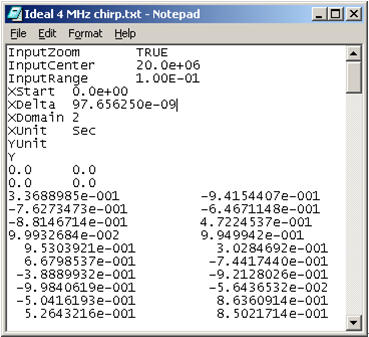 Ideal 4 MHz chirp.txt - Notepad
File Edit Format Help
InputZoom TRUE
InputCenter 20.0e+06
InputRange 1.00E-01
XStart 0.0e+00
XDelta 97.656250e-09
XDomain 2
XUnit Sec
YUnit
Y
0.0 0.0
0.0 0.0
3.3688985e-001 -9.4154407e-001
-7.6273473e-001 -6.4671148e-001
-8.8146714e-001 4.7224537e-001
9.9932684e-002 9.949942e-001
9.5303921e-001 3.0284692e-001
6.6798537e-001 -7.4417440e-001
-3.8889932e-001 -9.2128026e-001
-9.9840619e-001 -5.6436532e-002
-5.0416193e-001 8.6360914e-001
5.2643216e-001 8.5021714e-001